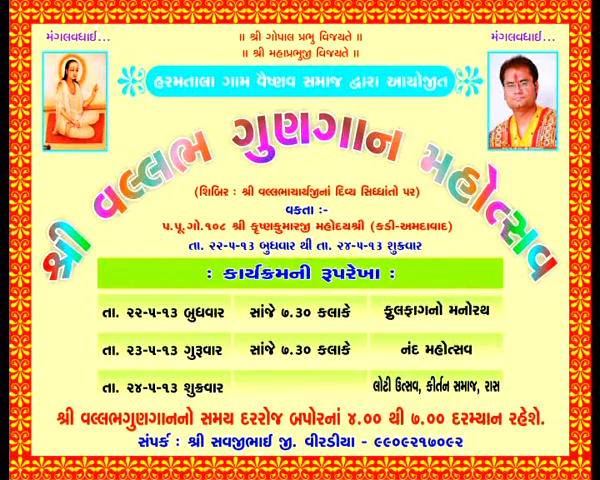 મંગલવધાઈ...
॥ શ્રી ગોપાલ પ્રભુ વિજયતે ॥
મંગલવધાઈ...
॥ શ્રી મહાપ્રભુજી વિજયતે ॥
હરમતાલા ગામ વૈષ્ણવ સમાજ દ્વારા આયોજીત
શ્રી વલ્લભ ગુણગાન મહોત્સવ
(શિબિર : શ્રી વલ્લભાચાર્યજીનાં દિવ્ય સિધ્ધાંતો પર)
વકતા :-
પ.પૂ.ગો.૧૦૮ શ્રી કૃષ્ણકુમારજી મહોદયશ્રી (કડી-અમદાવાદ)
તા. ૨૨-૫-૧૩ બુધવાર થી તા. ૨૪-૫-૧૩ શુક્રવાર
: કાર્યક્રમની રૂપરેખા :
તા. ૨૨-૫-૧૩ બુધવાર સાંજે ૭.૩૦ કલાકે ફુલફાગનો મનોરથ
તા. ૨૩-૫-૧૩ ગુરૂવાર સાંજે ૭.૩૦ કલાકે નંદ મહોત્સવ
તા. ૨૪-૫-૧૩ શુક્રવાર લોટી ઉત્સવ, કીર્તન સમાજ, રાસ
શ્રી વલ્લભગુણગાનનો સમય દરરોજ બપોરનાં ૪.૦૦ થી ૭.૦૦ દરમ્યાન રહેશે.
સંપર્ક : શ્રી સવજીભાઈ જી. વીરડીયા - ૯૯૦૯૨૧૭૦૯૨